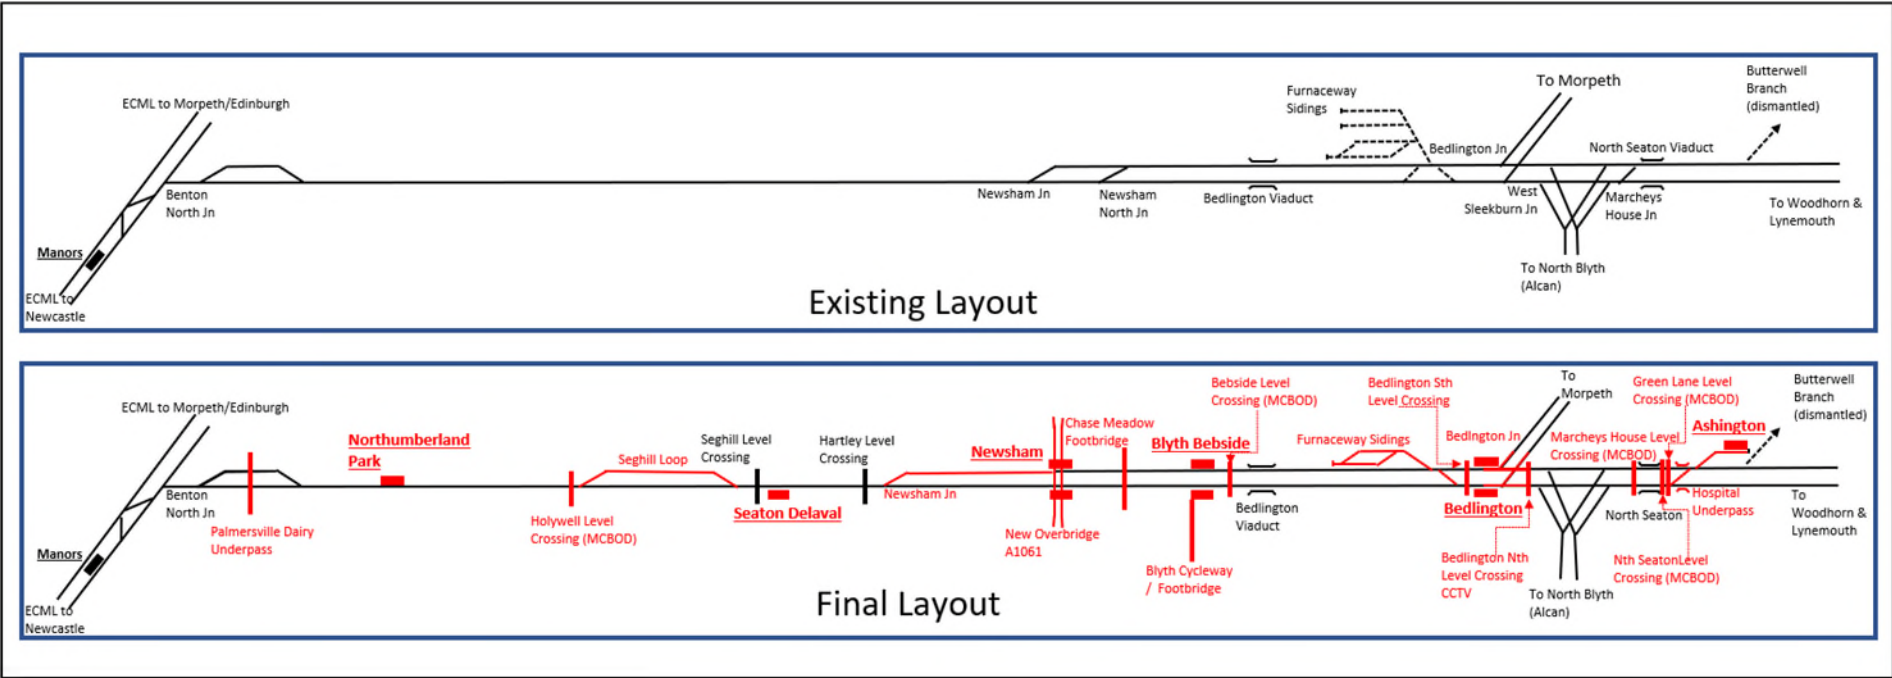 ECML to Morpeth/Edinburgh
Benton
North Jn
Manors
ECML to
Newcastle
Newsham Jn
Newsham
North Jn
Bedlington Viaduct
Furnaceway
Sidings
Bedlington Jn
To Morpeth
West
Sleekburn Jn
North Seaton Viaduct
Marcheys
House Jn
To North Blyth
(Alcan)
Butterwell
Branch
(dismantled)
To Woodhorn &
Lynemouth
Existing Layout
ECML to Morpeth/Edinburgh
Benton
North Jn
Manors
ECML to
Newcastle
Palmersville Dairy
Underpass
Northumberland
Park
Holywell Level
Crossing (MCBOD)
Seghill Loop
Seghill Level
Crossing
Seaton Delaval
Hartley Level
Crossing
Newsham Jn
Newsham
New Overbridge
A1061
Chase Meadow
Footbridge
Blyth Bebside
Blyth Cycleway
/ Footbridge
Bebside Level
Crossing (MCBOD)
Bedlington
Viaduct
Furnaceway Sidings
Bedlington Sth
Level Crossing
Bedlngton Jn
Bedlington
Bedlington Nth
Level Crossing
CCTV
To
Morpeth
To North Blyth
(Alcan)
Marcheys House Level
Crossing (MCBOD)
Green Lane Level
Crossing (MCBOD)
North Seaton
Nth SeatonLevel
Crossing (MCBOD)
Hospital
Underpass
Ashington
Butterwell
Branch
(dismantled)
To
Woodhorn &
Lynemouth
Final Layout